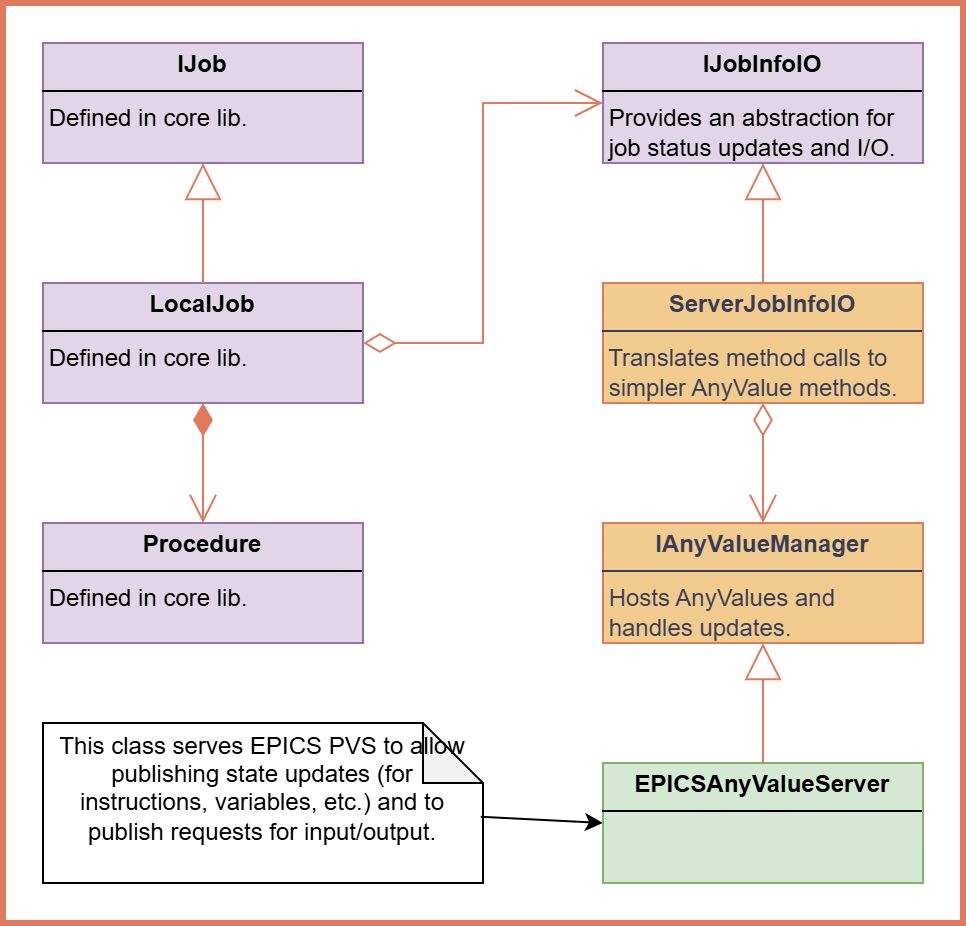 IJob
Defined in core lib.
IJobInfoIO
Provides an abstraction for
job status updates and I/O.
LocalJob
Defined in core lib.
ServerJobInfoIO
Translates method calls to
simpler AnyValue methods.
Procedure
Defined in core lib.
IAnyValueManager
Hosts AnyValues and
handles updates.
This class serves EPICS PVS to allow
publishing state updates (for
instructions, variables, etc.) and to
publish requests for input/output.
EPICSAnyValueServer